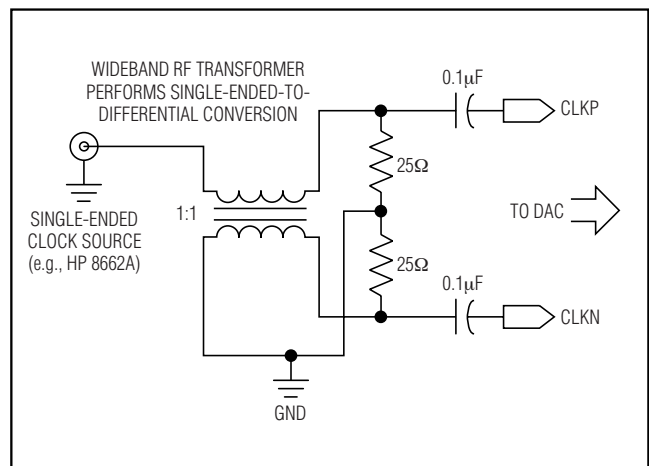 WIDEBAND RF TRANSFORMER
PERFORMS SINGLE-ENDED-TO-
DIFFERENTIAL CONVERSION
0.1μF
CLKP
25Ω
1:1
TO DAC
SINGLE-ENDED
CLOCK SOURCE
(e.g., HP 8662A)
25Ω
0.1μF
CLKN
GND